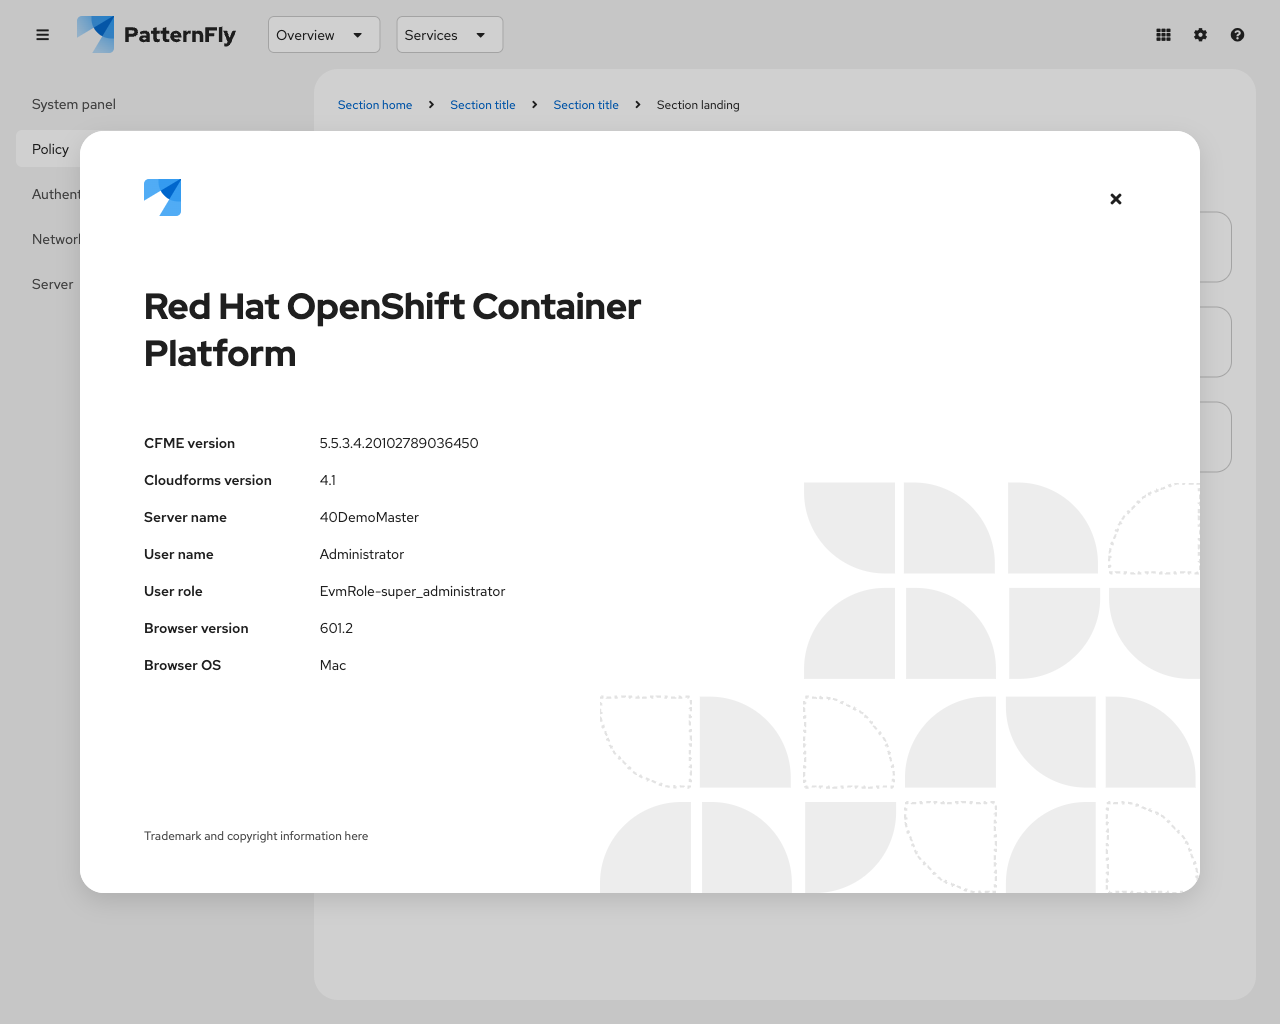 PatternFly
Overview
Services
System panel
Section home
Section title
Section title
Section landing
Policy
Server
Red Hat OpenShift Container
Platform
CFME version 5.5.3.4.20102789036450
Cloudforms version 4.1
Server name 40DemoMaster
User name Administrator
User role EvmRole-super_administrator
Browser version 601.2
Browser OS Mac
Trademark and copyright information here